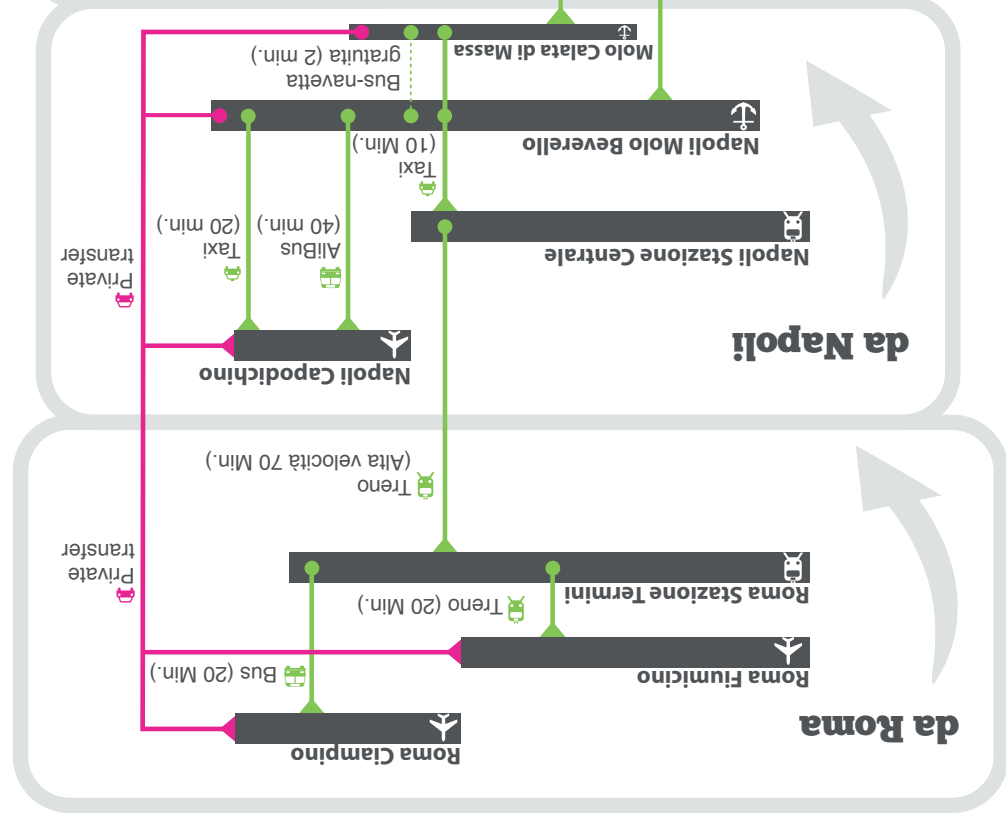 da Roma
Roma Ciampino
Bus (20 Min.)
Roma Fiumicino
Treno (20 Min.)
Roma Stazione Termini
Private
transfer
Treno
(Alta velocità 70 Min.)
da Napoli
Napoli Capodichino
AliBus
(40 min.)
Taxi
(20 min.)
Private
transfer
Napoli Stazione Centrale
Taxi
(10 Min.)
Napoli Molo Beverello
Bus-navetta
gratuita (2 min.)
Molo Calata di Massa